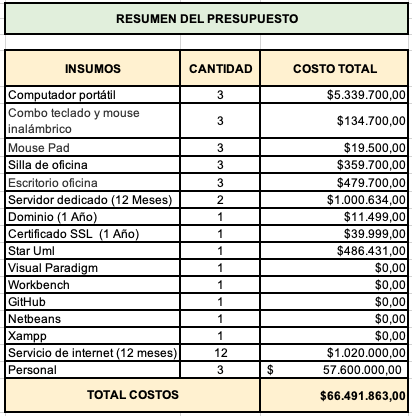 RESUMEN DEL PRESUPUESTO
INSUMOS CANTIDAD COSTO TOTAL
Computador portátil 3 $5.339.700,00
Combo teclado y mouse
inalámbrico 3 $134.700,00
Mouse Pad 3 $19.500,00
Silla de oficina 3 $359.700,00
Escritorio oficina 3 $479.700,00
Servidor dedicado (12 Meses) 2 $1.000.634,00
Dominio (1 Año) 1 $11.499,00
Certificado SSL (1 Año) 1 $39.999,00
Star Uml 1 $486.431,00
Visual Paradigm 1 $0,00
Workbench 1 $0,00
GitHub 1 $0,00
Netbeans 1 $0,00
Xampp 1 $0,00
Servicio de internet (12 meses) 12 $1.020.000,00
Personal 3 $ 57.600.000,00
TOTAL COSTOS $66.491.863,00